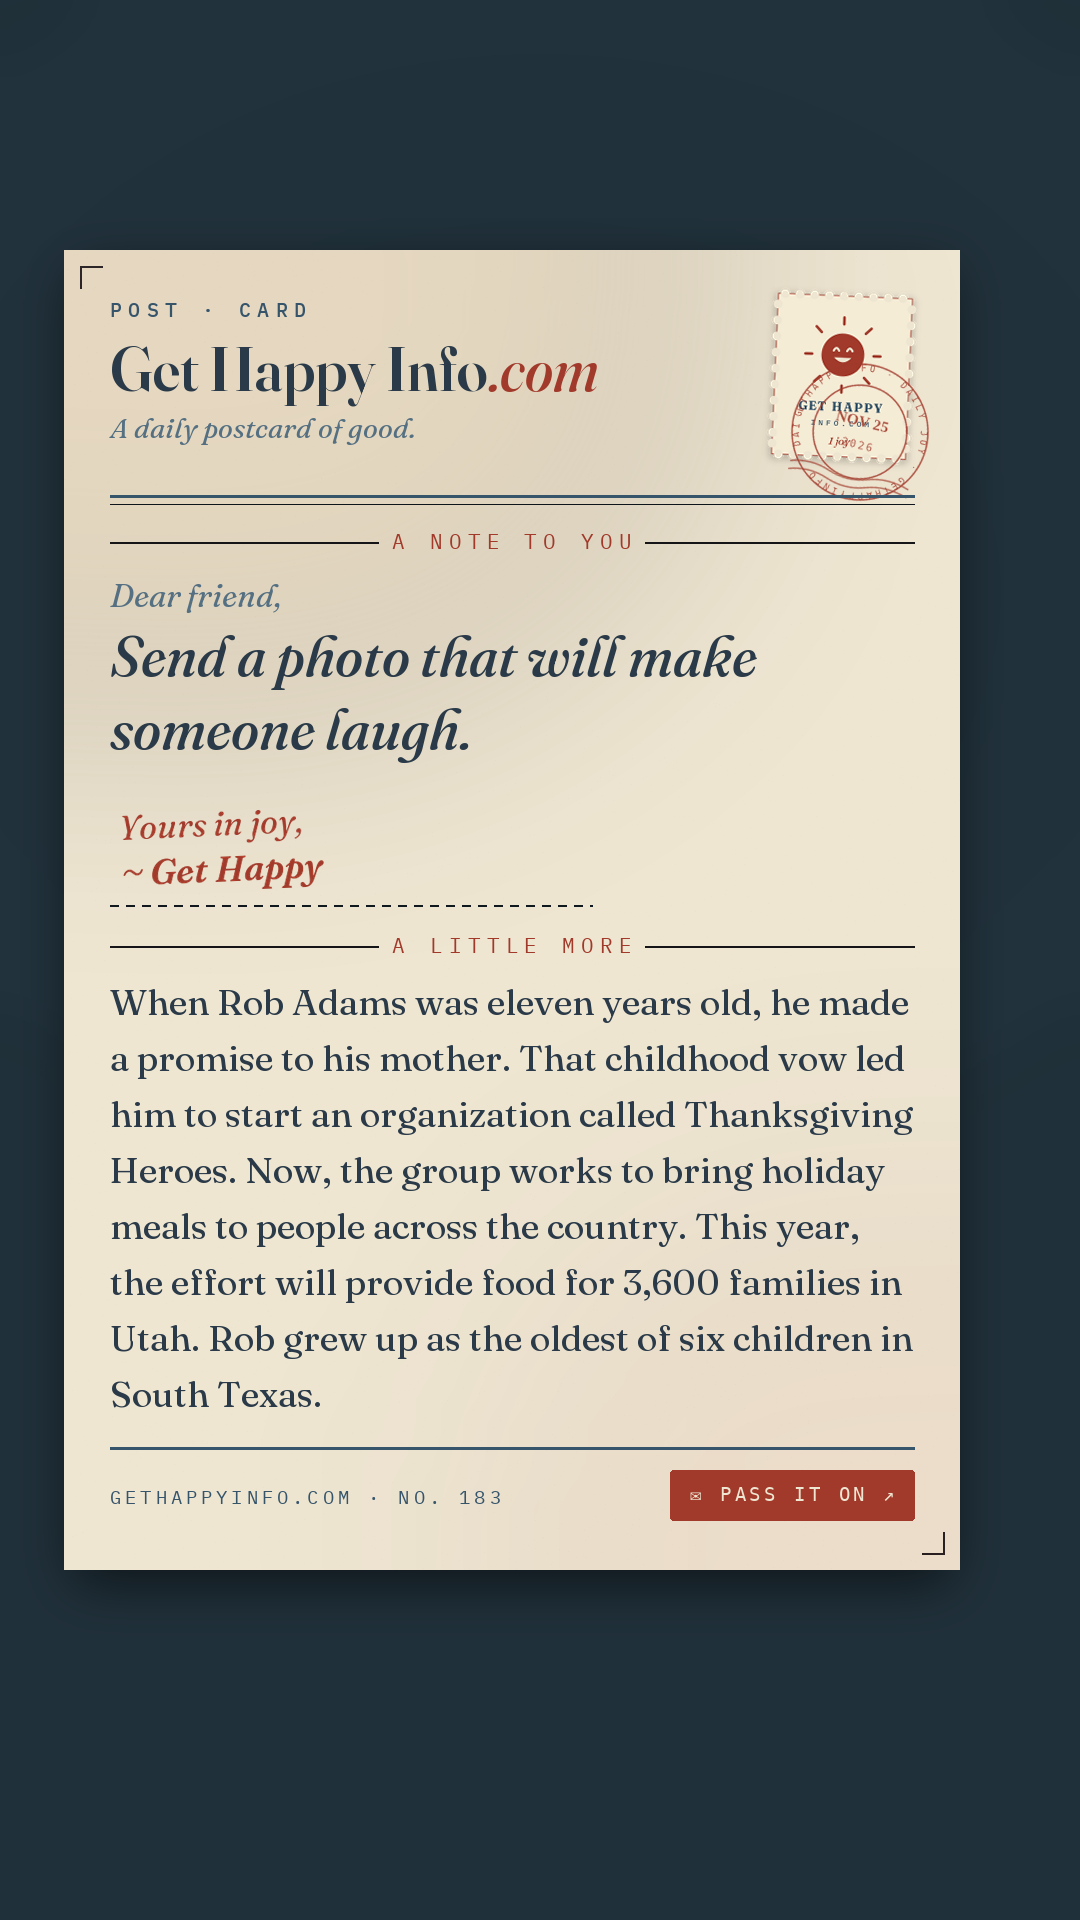 POST · CARD
Get Happy Info.com
A daily postcard of good.
GET HAPPY
INFO.COM
1 joy
NOV 25
2026
A NOTE TO YOU
Dear friend,
Send a photo that will make
someone laugh.
Yours in joy,
~ Get Happy
A LITTLE MORE
When Rob Adams was eleven years old, he made
a promise to his mother. That childhood vow led
him to start an organization called Thanksgiving
Heroes. Now, the group works to bring holiday
meals to people across the country. This year,
the effort will provide food for 3,600 families in
Utah. Rob grew up as the oldest of six children in
South Texas.
GETHAPPYINFO.COM · NO. 183
✉ PASS IT ON ↗